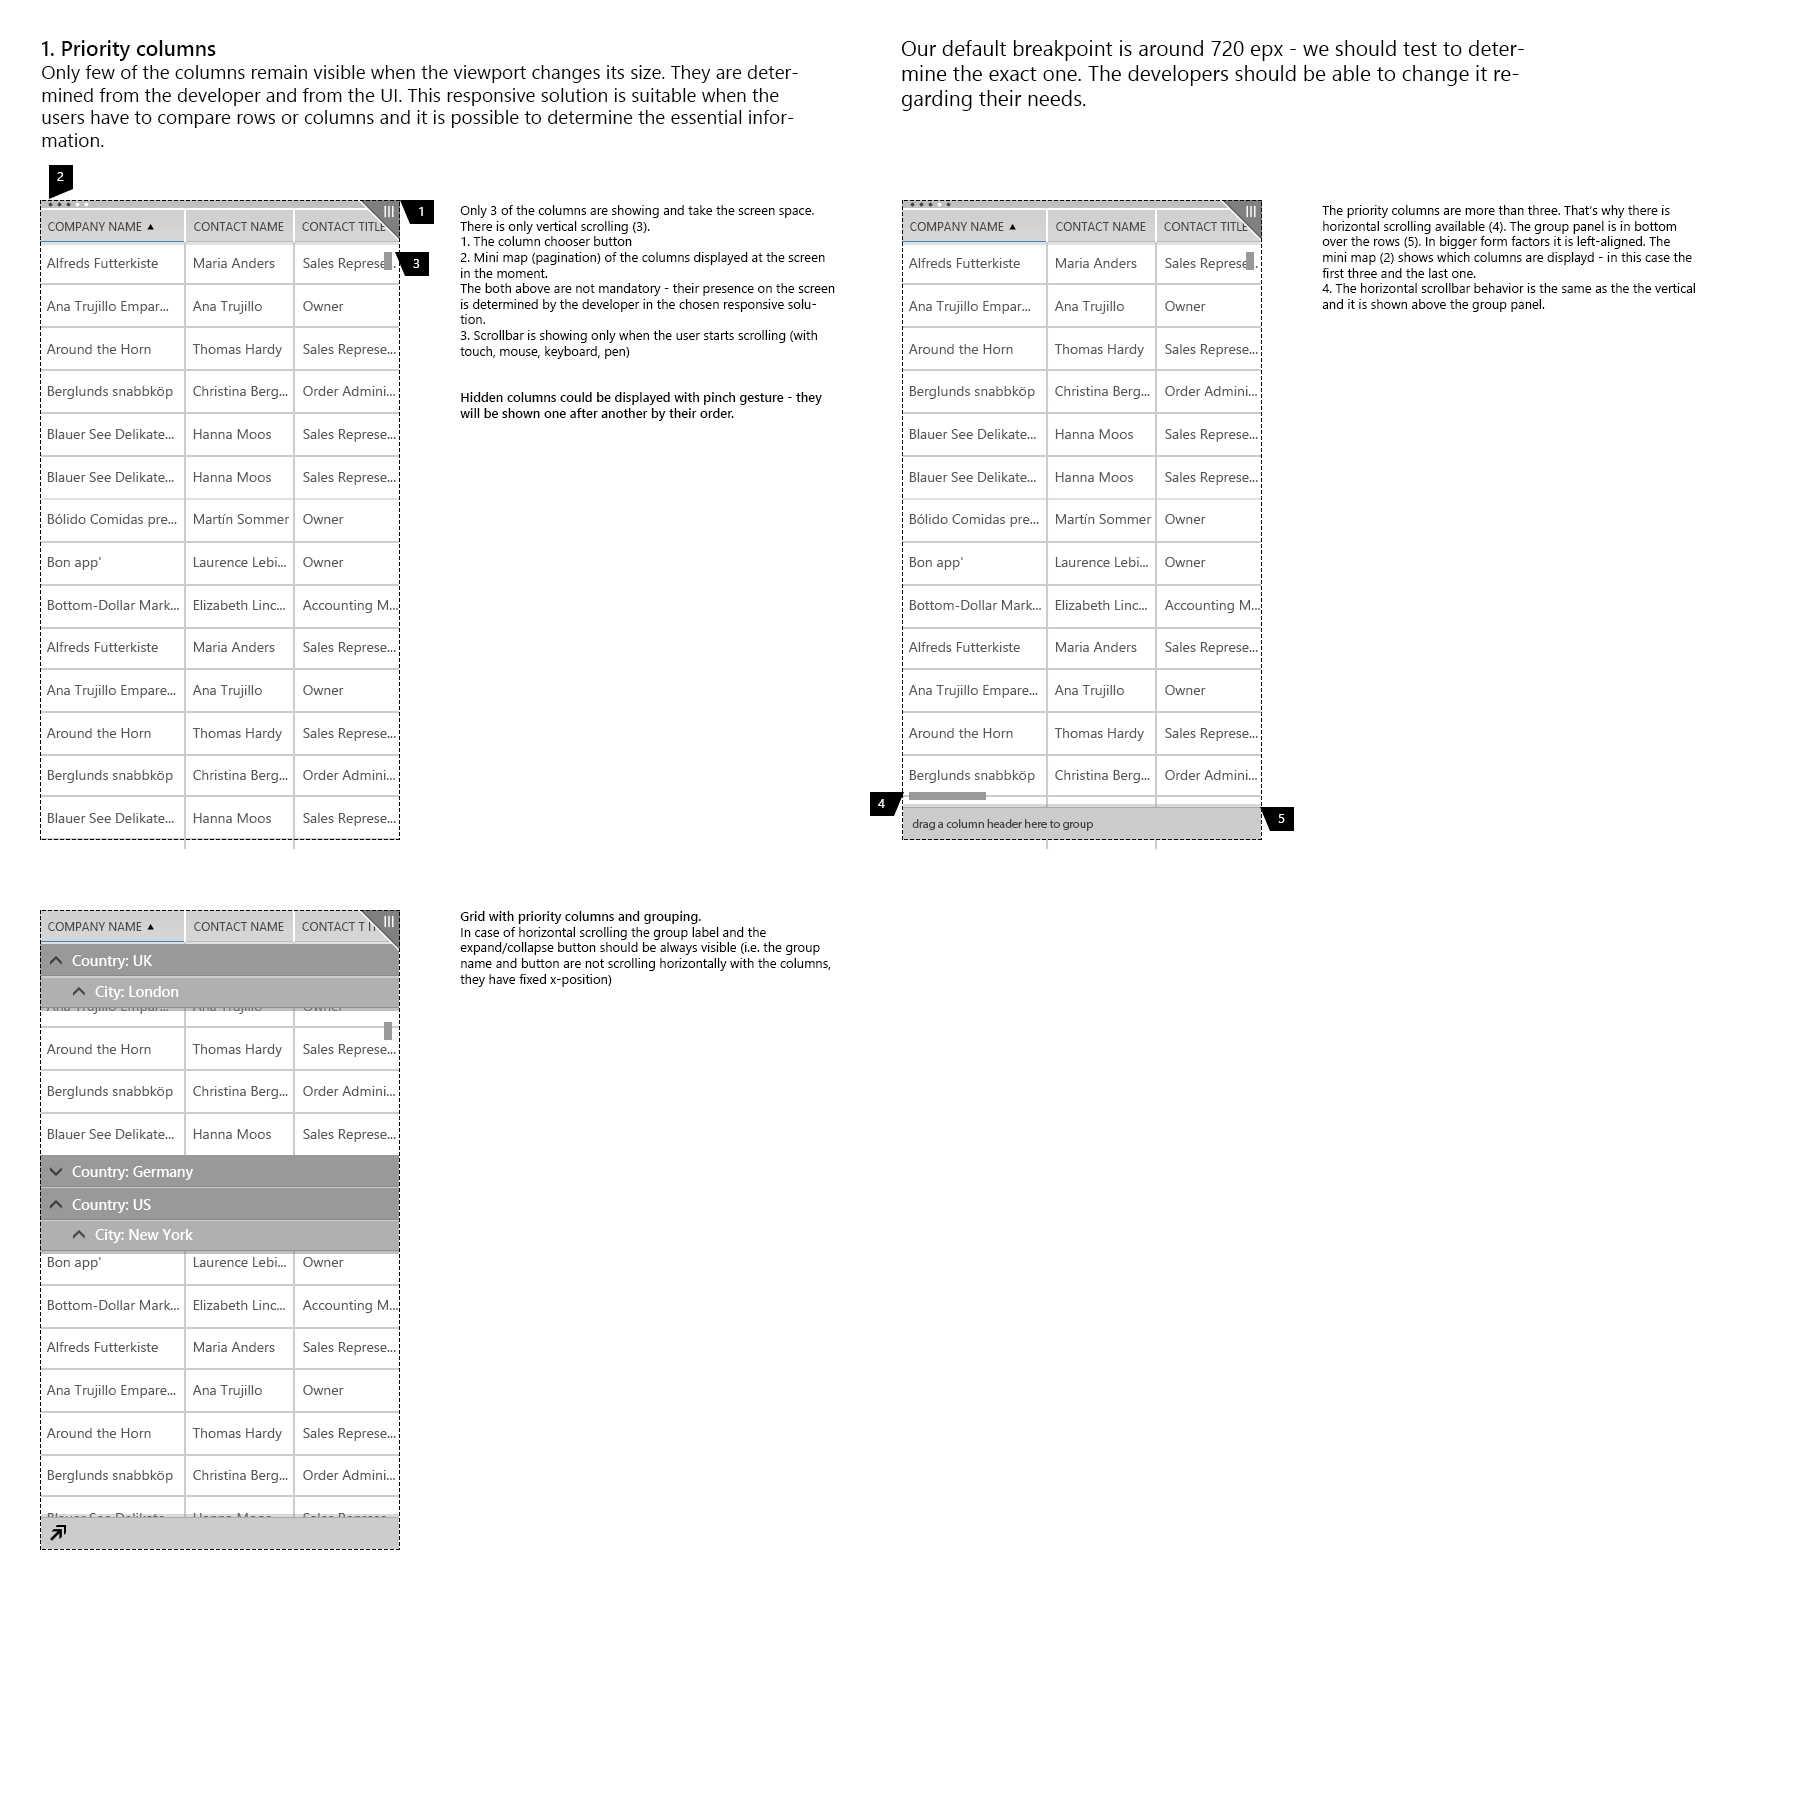 1. Priority columns
Only few of the columns remain visible when the viewport changes its size. They are deter-
mined from the developer and from the UI. This responsive solution is suitable when the
users have to compare rows or columns and it is possible to determine the essential infor-
mation.
Our default breakpoint is around 720 epx - we should test to deter-
mine the exact one. The developers should be able to change it re-
garding their needs.
2
1
3
COMPANY NAME ▲ CONTACT NAME CONTACT TITLE
Alfreds Futterkiste Maria Anders Sales Represe...
Ana Trujillo Empar... Ana Trujillo Owner
Around the Horn Thomas Hardy Sales Represe...
Berglunds snabbköp Christina Berg... Order Admini...
Blauer See Delikate... Hanna Moos Sales Represe...
Blauer See Delikate... Hanna Moos Sales Represe...
Bólido Comidas pre... Martín Sommer Owner
Bon app' Laurence Lebi... Owner
Bottom-Dollar Mark... Elizabeth Linc... Accounting M...
Alfreds Futterkiste Maria Anders Sales Represe...
Ana Trujillo Empare... Ana Trujillo Owner
Around the Horn Thomas Hardy Sales Represe...
Berglunds snabbköp Christina Berg... Order Admini...
Blauer See Delikate... Hanna Moos Sales Represe...
Only 3 of the columns are showing and take the screen space.
There is only vertical scrolling (3).
1. The column chooser button
2. Mini map (pagination) of the columns displayed at the screen
in the moment.
The both above are not mandatory - their presence on the screen
is determined by the developer in the chosen responsive solu-
tion.
3. Scrollbar is showing only when the user starts scrolling (with
touch, mouse, keyboard, pen)
Hidden columns could be displayed with pinch gesture - they
will be shown one after another by their order.
COMPANY NAME ▲ CONTACT NAME CONTACT TITLE
Alfreds Futterkiste Maria Anders Sales Represe...
Ana Trujillo Empar... Ana Trujillo Owner
Around the Horn Thomas Hardy Sales Represe...
Berglunds snabbköp Christina Berg... Order Admini...
Blauer See Delikate... Hanna Moos Sales Represe...
Blauer See Delikate... Hanna Moos Sales Represe...
Bólido Comidas pre... Martín Sommer Owner
Bon app' Laurence Lebi... Owner
Bottom-Dollar Mark... Elizabeth Linc... Accounting M...
Alfreds Futterkiste Maria Anders Sales Represe...
Ana Trujillo Empare... Ana Trujillo Owner
Around the Horn Thomas Hardy Sales Represe...
Berglunds snabbköp Christina Berg... Order Admini...
4
drag a column header here to group
5
The priority columns are more than three. That's why there is
horizontal scrolling available (4). The group panel is in bottom
over the rows (5). In bigger form factors it is left-aligned. The
mini map (2) shows which columns are displayd - in this case the
first three and the last one.
4. The horizontal scrollbar behavior is the same as the the vertical
and it is shown above the group panel.
COMPANY NAME ▲ CONTACT NAME CONTACT TIT
Country: UK
City: London
Ana Trujillo Empar... Ana Trujillo Owner
Around the Horn Thomas Hardy Sales Represe...
Berglunds snabbköp Christina Berg... Order Admini...
Blauer See Delikate... Hanna Moos Sales Represe...
Country: Germany
Country: US
City: New York
Bon app' Laurence Lebi... Owner
Bottom-Dollar Mark... Elizabeth Linc... Accounting M...
Alfreds Futterkiste Maria Anders Sales Represe...
Ana Trujillo Empare... Ana Trujillo Owner
Around the Horn Thomas Hardy Sales Represe...
Berglunds snabbköp Christina Berg... Order Admini...
Blauer See Delikate... Hanna Moos Sales Represe...
Grid with priority columns and grouping.
In case of horizontal scrolling the group label and the
expand/collapse button should be always visible (i.e. the group
name and button are not scrolling horizontally with the columns,
they have fixed x-position)